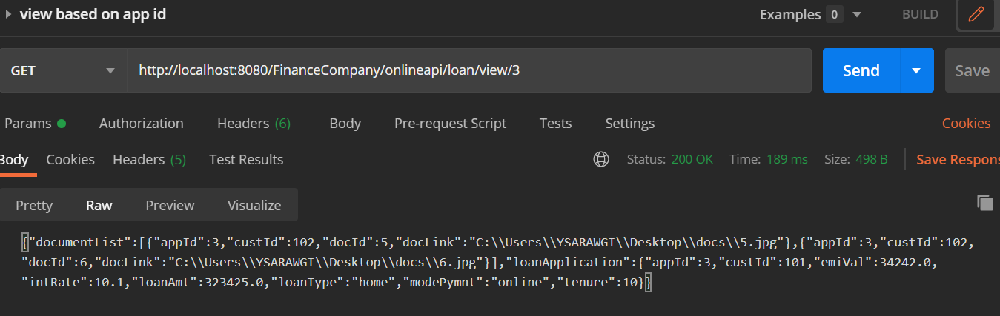 view based on app id Examples 0 BUILD
GET http://localhost:8080/FinanceCompany/onlineapi/loan/view/3 Send Save
Params Authorization Headers (6) Body Pre-request Script Tests Settings Cookies
Body Cookies Headers (5) Test Results Status: 200 OK Time: 189 ms Size: 498 B Save Respons
Pretty Raw Preview Visualize
{"documentList":[{"appId":3,"custId":102,"docId":5,"docLink":"C:\\Users\\YSARAWGI\\Desktop\\docs\\5.jpg"},{"appId":3,"custId":102,
"docId":6,"docLink":"C:\\Users\\YSARAWGI\\Desktop\\docs\\6.jpg"}],"loanApplication":{"appId":3,"custId":101,"emiVal":34242.0,
"intRate":10.1,"loanAmt":323425.0,"loanType":"home","modePymnt":"online","tenure":10}}